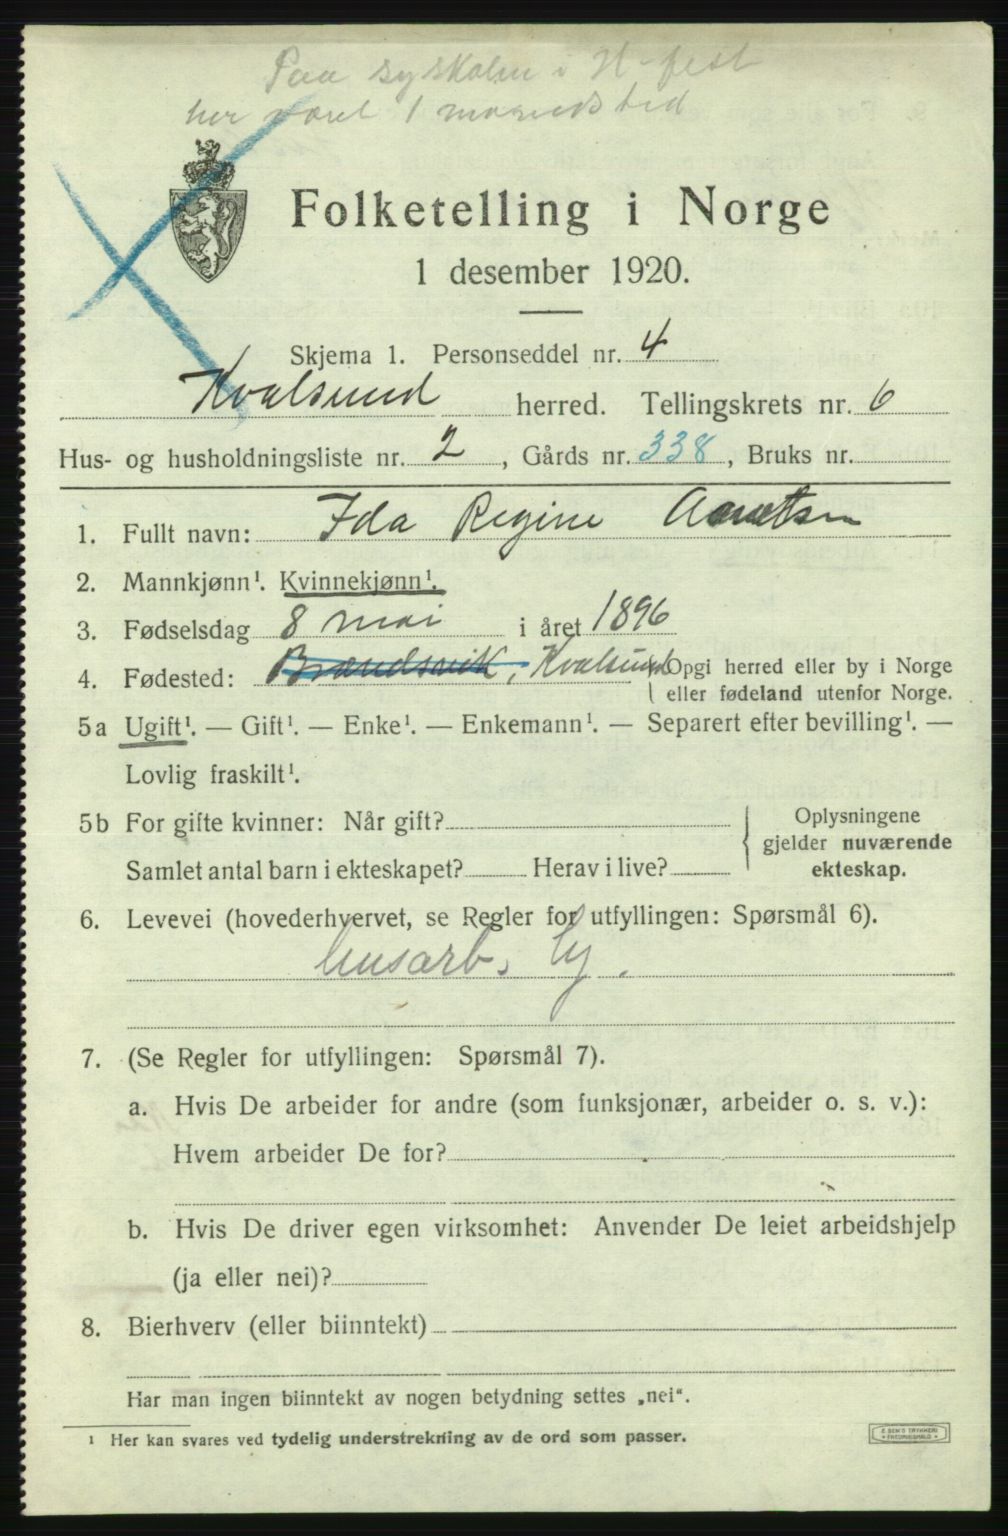 Paa syskolen i H-fest
her været 1 maaneds tid
Folketelling i Norge
1 desember 1920.
Skjema 1. Personseddel nr. 4
Kvalsund herred. Tellingskrets nr. 6
Hus- og husholdningsliste nr. 2, Gårds nr. 338, Bruks nr.
1. Fullt navn: Ida Regine
2. Mannkjønn¹. Kvinnekjønn¹.
3. Fødselsdag 8 mai i året 1896
4. Fødested: Brændsvik, Kvalsund
Opgi herred eller by i Norge
eller fødeland utenfor Norge.
5a Ugift¹. — Gift¹. — Enke¹. — Enkemann¹. — Separert efter bevilling¹. —
Lovlig fraskilt¹.
5b For gifte kvinner: Når gift?
Samlet antal barn i ekteskapet? Herav i live?
Oplysningene
gjelder nuværende
ekteskap.
6. Levevei (hovederhvervet, se Regler for utfyllingen: Spørsmål 6).
husarb.
7. (Se Regler for utfyllingen: Spørsmål 7).
a. Hvis De arbeider for andre (som funksjonær, arbeider o. s. v.):
Hvem arbeider De for?
b. Hvis De driver egen virksomhet: Anvender De leiet arbeidshjelp
(ja eller nei)?
8. Bierhverv (eller biinntekt)
Har man ingen biinntekt av nogen betydning settes „nei“.
¹ Her kan svares ved tydelig understrekning av de ord som passer.